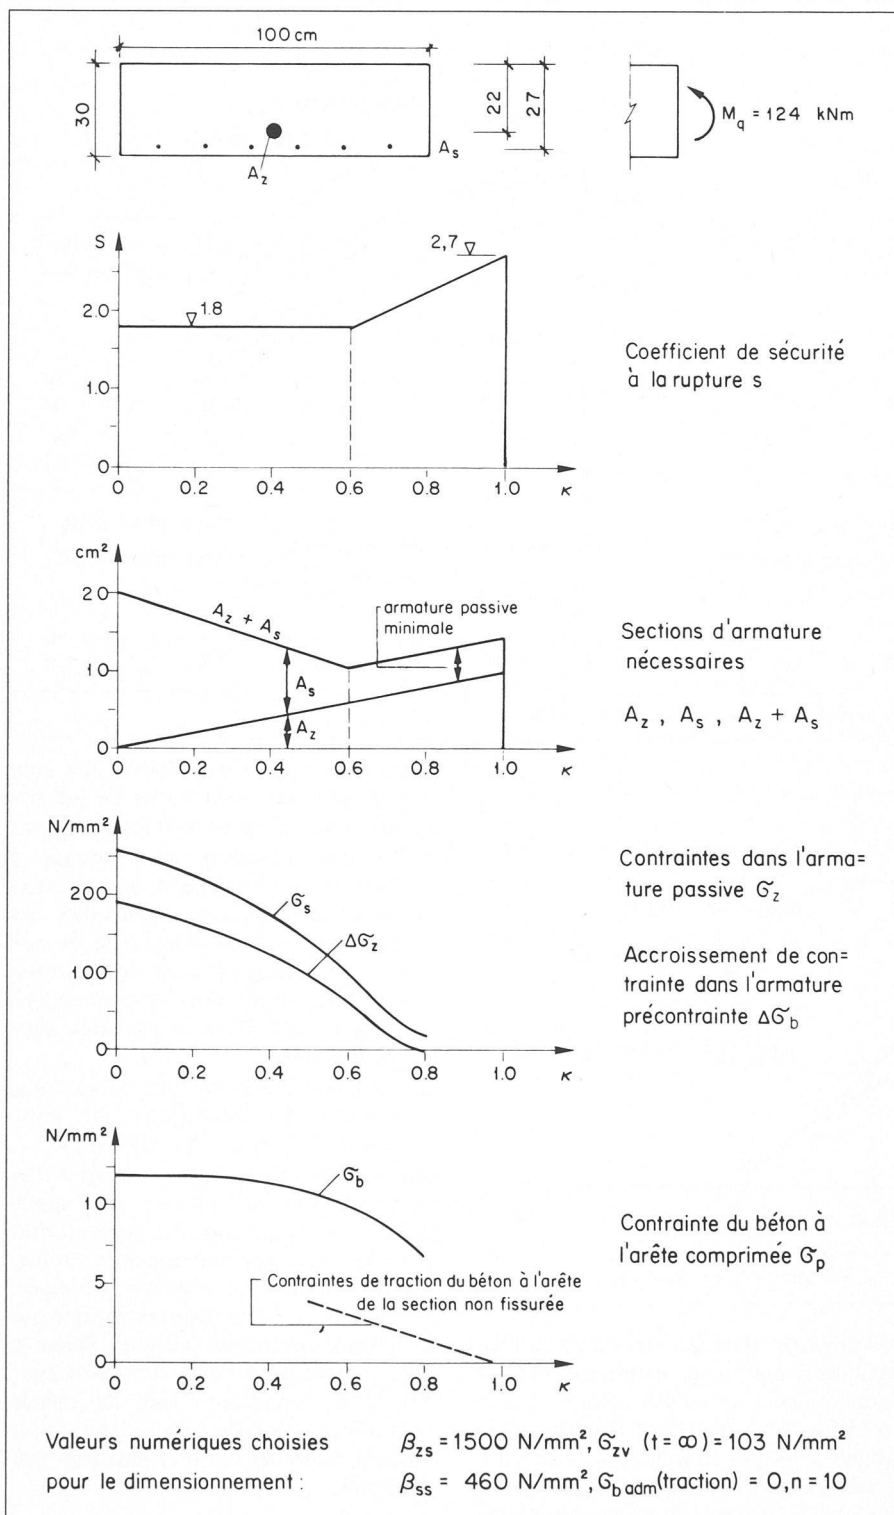 100 cm
30
22
27
A_z
A_s
M_q = 124 kNm
S
2,7
1.8
2.0
1.0
0
0 0.2 0.4 0.6 0.8 1.0 κ
Coefficient de sécurité
à la rupture s
cm²
20
10
0
A_z + A_s
armature passive
minimale
A_s
A_z
0 0.2 0.4 0.6 0.8 1.0 κ
Sections d'armature
nécessaires
A_z , A_s , A_z + A_s
N/mm²
200
100
0
σ_s
Δσ_z
0 0.2 0.4 0.6 0.8 1.0 κ
Contraintes dans l'arma=
ture passive σ_z
Accroissement de con=
trainte dans l'armature
précontrainte Δσ_b
N/mm²
10
5
0
σ_b
Contraintes de traction du béton à l'arête
de la section non fissurée
0 0.2 0.4 0.6 0.8 1.0 κ
Contrainte du béton à
l'arête comprimée σ_p
Valeurs numériques choisies β_zs = 1500 N/mm², σ_zv (t = ∞) = 103 N/mm²
pour le dimensionnement : β_ss = 460 N/mm², σ_b adm (traction) = 0, n = 10